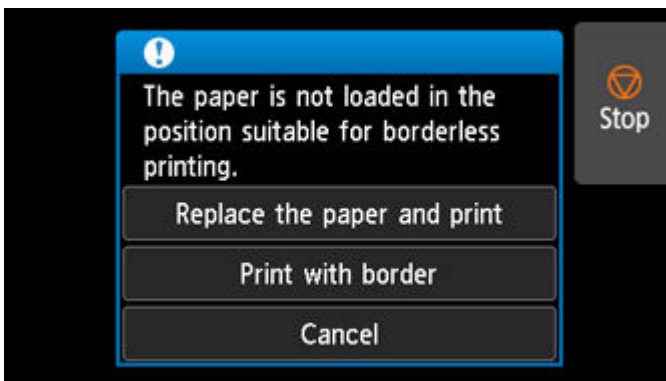 The paper is not loaded in the
position suitable for borderless
printing.
Replace the paper and print
Print with border
Cancel
Stop